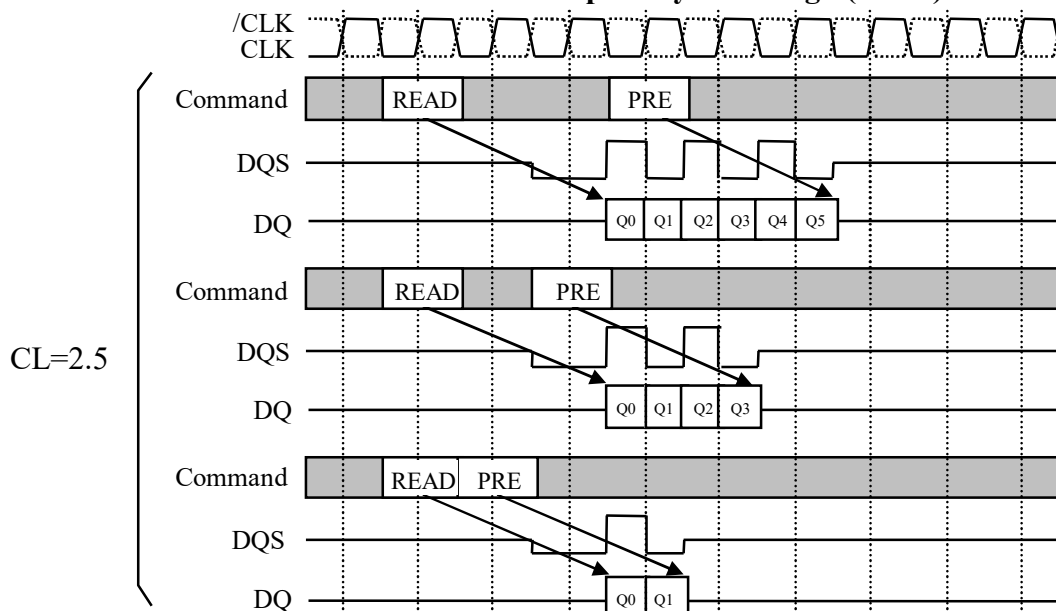 /CLK
CLK
Command READ PRE
DQS
DQ Q0 Q1 Q2 Q3 Q4 Q5
Command READ PRE
CL=2.5
DQS
DQ Q0 Q1 Q2 Q3
Command READ PRE
DQS
DQ Q0 Q1